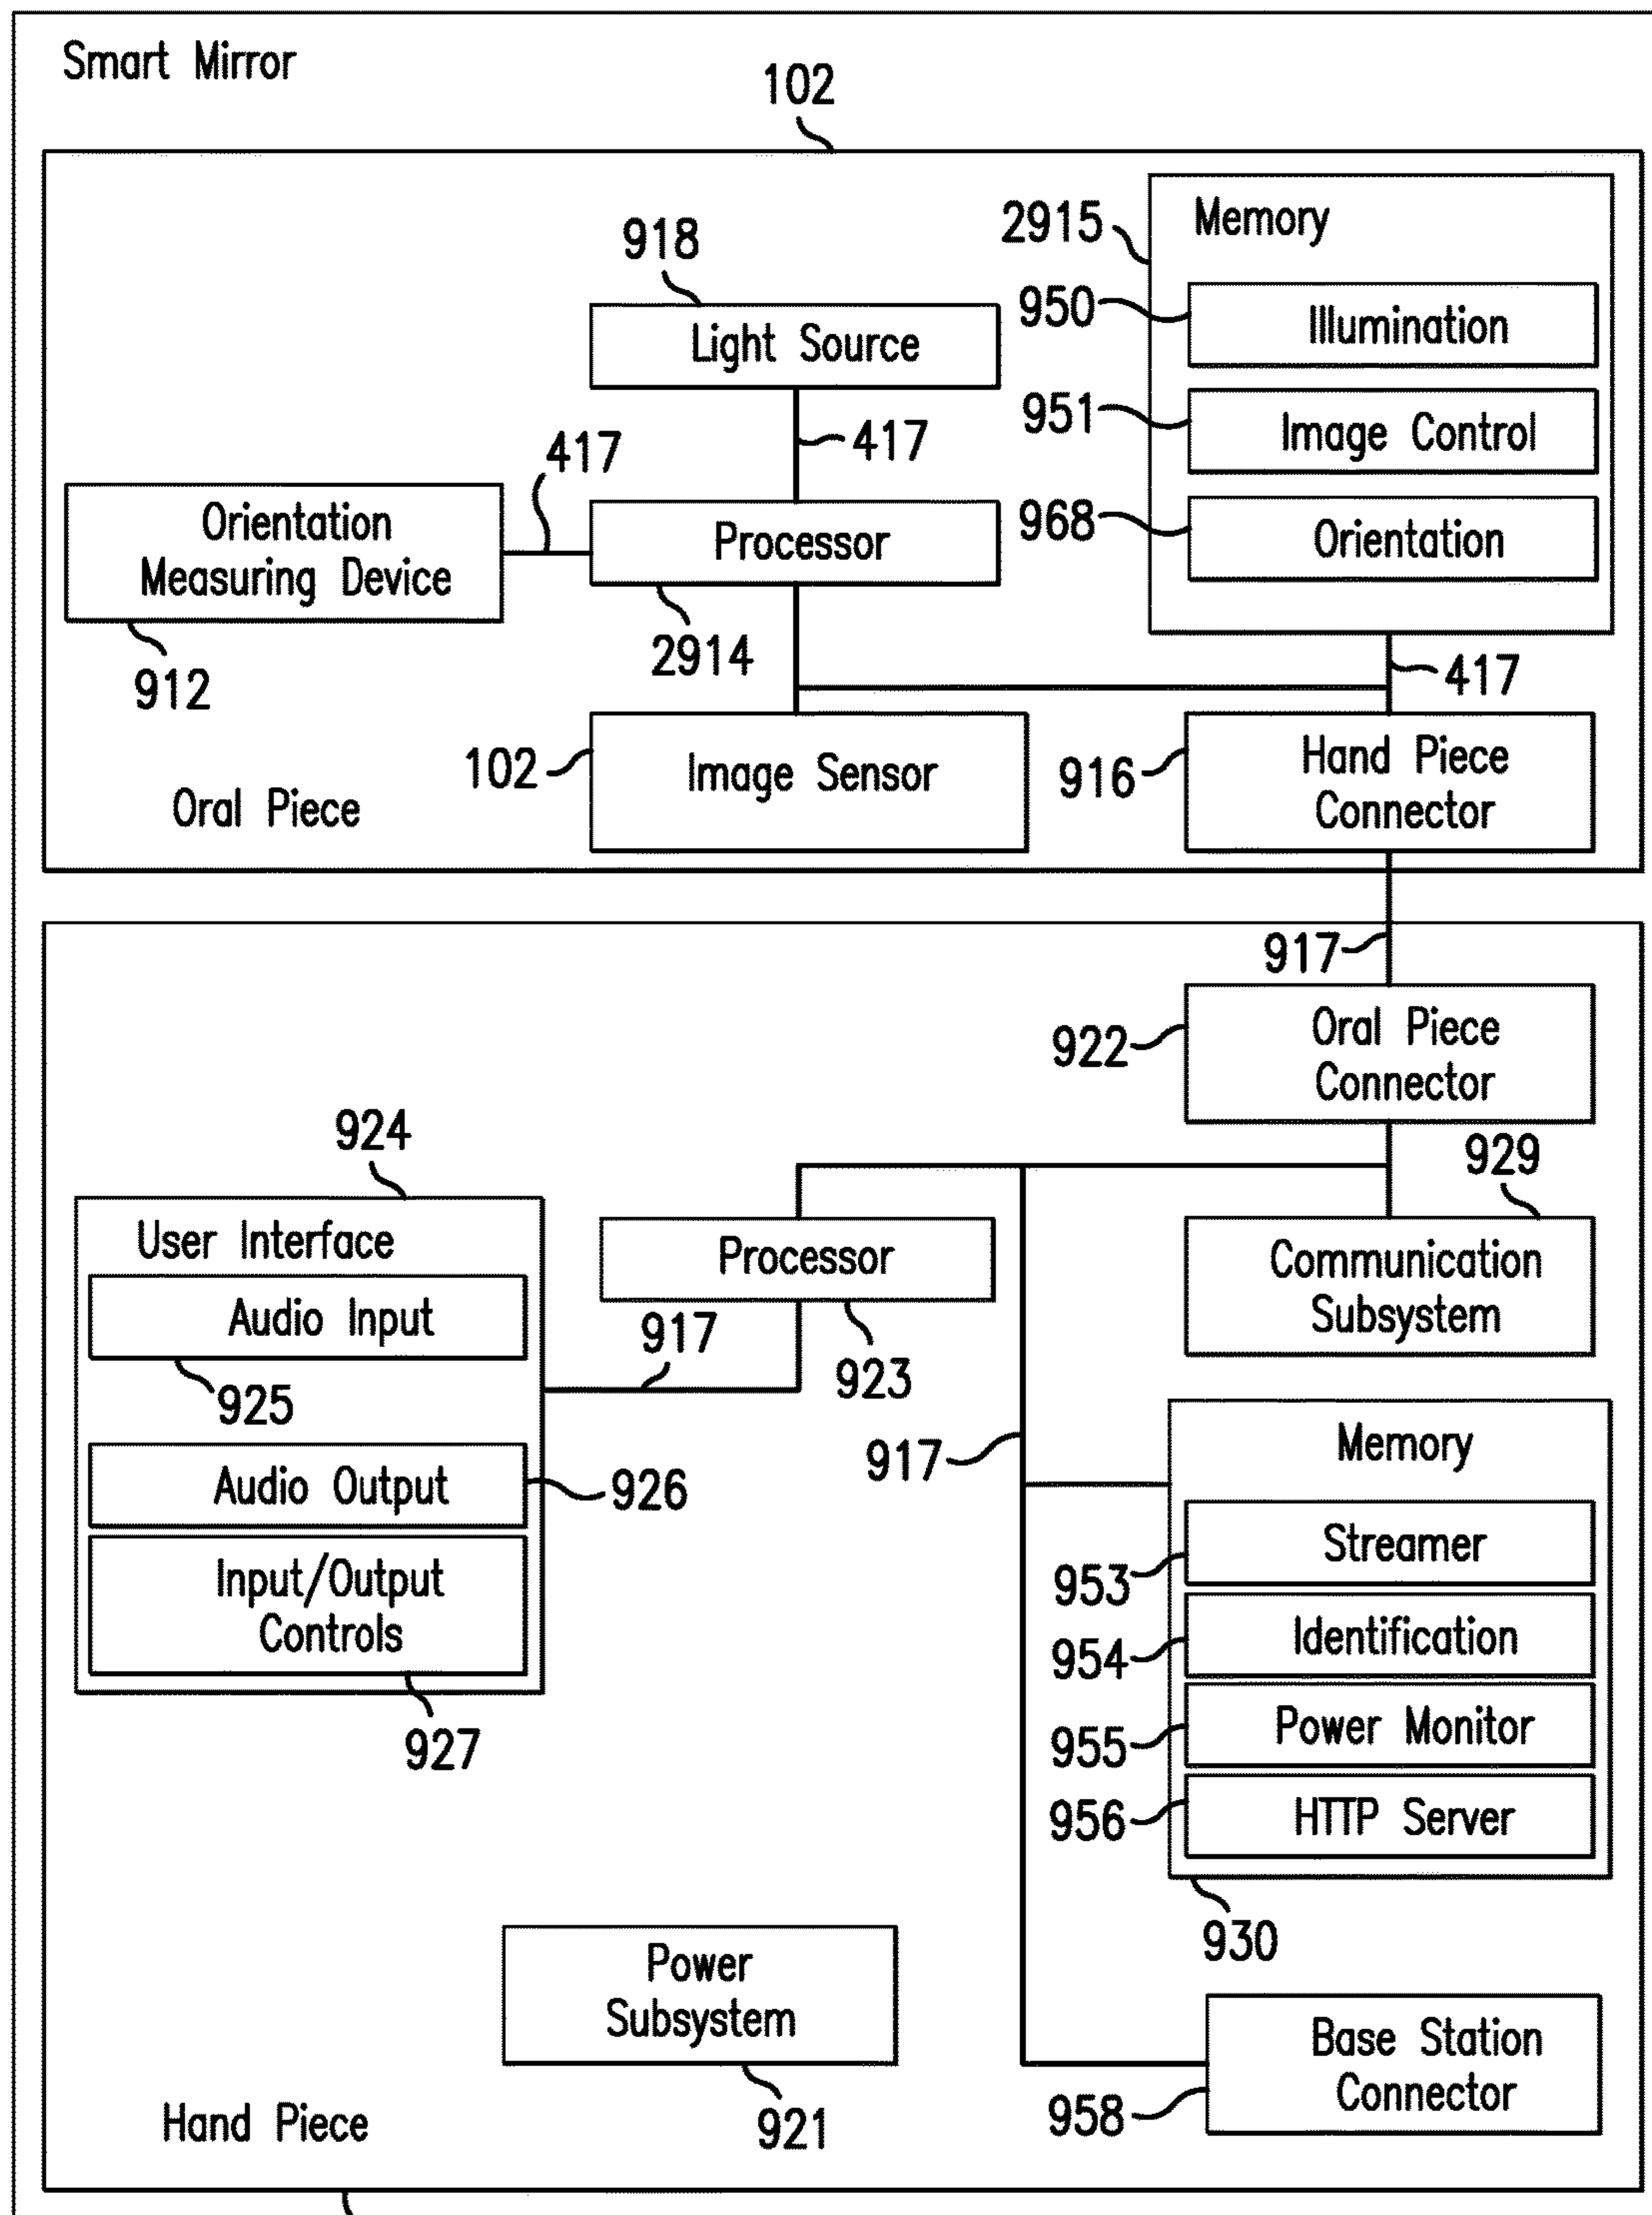 Smart Mirror
102
918
Light Source
2915
Memory
950
Illumination
951
Image Control
968
Orientation
417
417
Orientation
Measuring Device
912
Processor
2914
417
102
Image Sensor
916
Hand Piece
Connector
Oral Piece
917
922
Oral Piece
Connector
929
Communication
Subsystem
924
User Interface
Audio Input
925
Audio Output
926
Input/Output
Controls
927
Processor
923
917
917
Memory
Streamer
953
Identification
954
Power Monitor
955
HTTP Server
956
930
Power
Subsystem
921
Base Station
Connector
958
Hand Piece